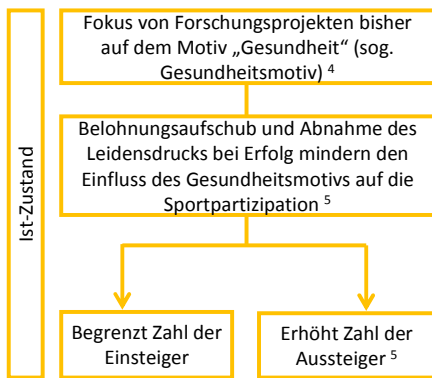 Ist-Zustand
Fokus von Forschungsprojekten bisher
auf dem Motiv „Gesundheit“ (sog.
Gesundheitsmotiv) ⁴
Belohnungsaufschub und Abnahme des
Leidensdrucks bei Erfolg mindern den
Einfluss des Gesundheitsmotivs auf die
Sportpartizipation ⁵
Begrenzt Zahl der
Einsteiger
Erhöht Zahl der
Aussteiger ⁵